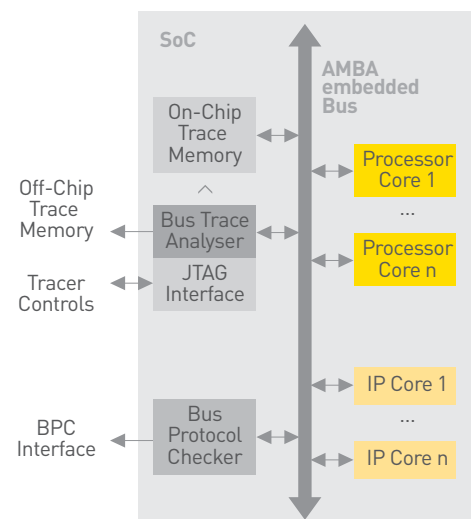 SoC
AMBA
embedded
Bus
On-Chip
Trace
Memory
Processor
Core 1
...
Off-Chip
Trace
Memory
Bus Trace
Analyser
Processor
Core n
Tracer
Controls
JTAG
Interface
IP Core 1
...
BPC
Interface
Bus
Protocol
Checker
IP Core n